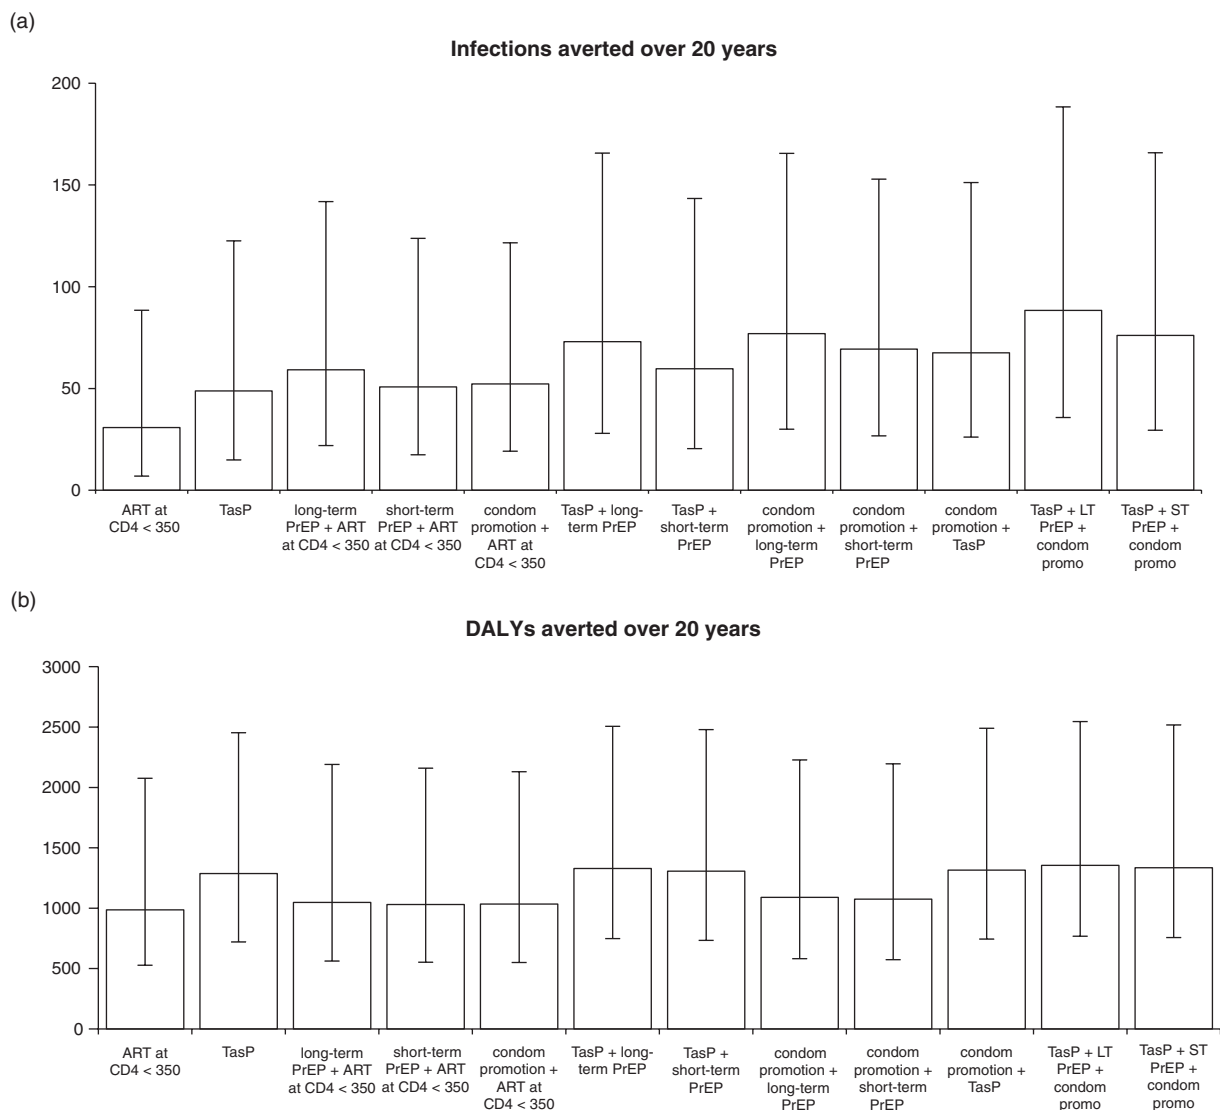 (a)
Infections averted over 20 years
200
150
100
50
0
ART at
CD4 < 350
TasP
long-term
PrEP + ART
at CD4 < 350
short-term
PrEP + ART
at CD4 < 350
condom
promotion +
ART at
CD4 < 350
TasP + long-
term PrEP
TasP +
short-term
PrEP
condom
promotion +
long-term
PrEP
condom
promotion +
short-term
PrEP
condom
promotion +
TasP
TasP + LT
PrEP +
condom
promo
TasP + ST
PrEP +
condom
promo
(b)
DALYs averted over 20 years
3000
2500
2000
1500
1000
500
0
ART at
CD4 < 350
TasP
long-term
PrEP + ART
at CD4 < 350
short-term
PrEP + ART
at CD4 < 350
condom
promotion +
ART at
CD4 < 350
TasP + long-
term PrEP
TasP +
short-term
PrEP
condom
promotion +
long-term
PrEP
condom
promotion +
short-term
PrEP
condom
promotion +
TasP
TasP + LT
PrEP +
condom
promo
TasP + ST
PrEP +
condom
promo